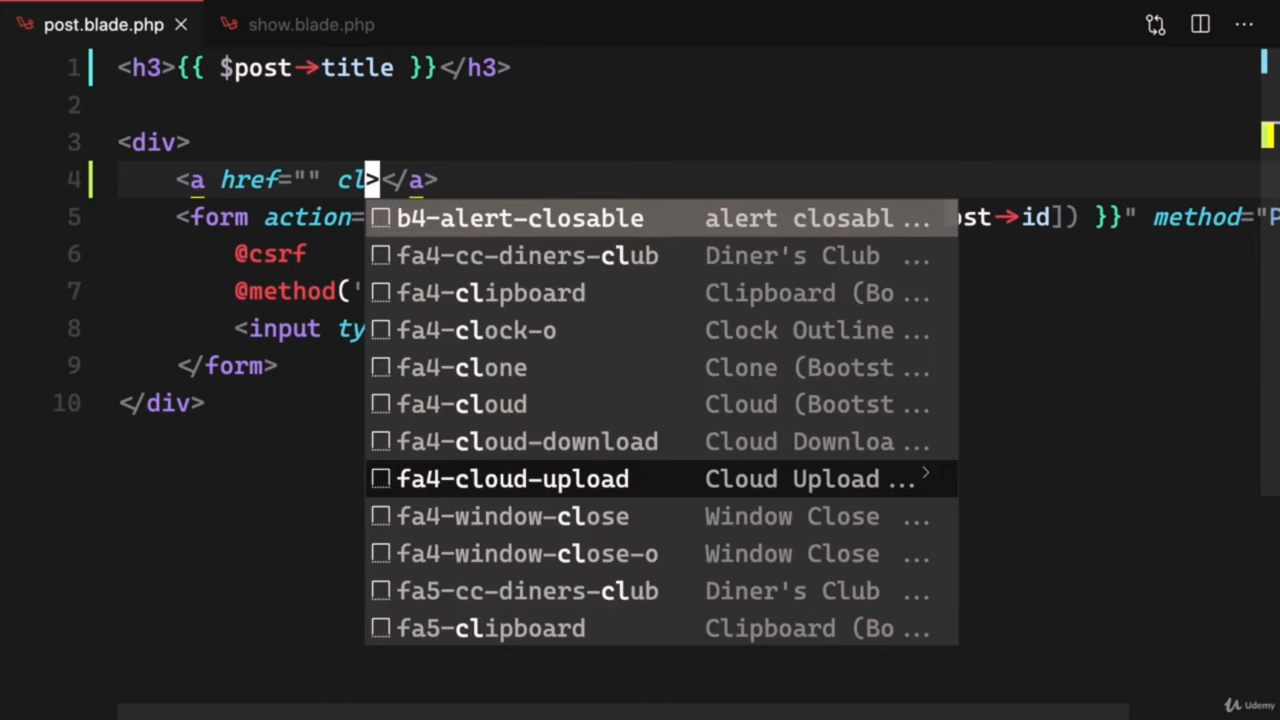 post.blade.php
show.blade.php
1 <h3>{{ $post→title }}</h3>
2
3 <div>
4 <a href="" cl></a>
5 <form action= post→id]) }}" method="P
6 @csrf
7 @method('
8 <input ty
9 </form>
10 </div>
b4-alert-closable alert closabl ...
fa4-cc-diners-club Diner's Club ...
fa4-clipboard Clipboard (Bo ...
fa4-clock-o Clock Outline ...
fa4-clone Clone (Bootst ...
fa4-cloud Cloud (Bootst ...
fa4-cloud-download Cloud Downloa ...
fa4-cloud-upload Cloud Upload ... >
fa4-window-close Window Close ...
fa4-window-close-o Window Close ...
fa5-cc-diners-club Diner's Club ...
fa5-clipboard Clipboard (Bo ...
Udemy